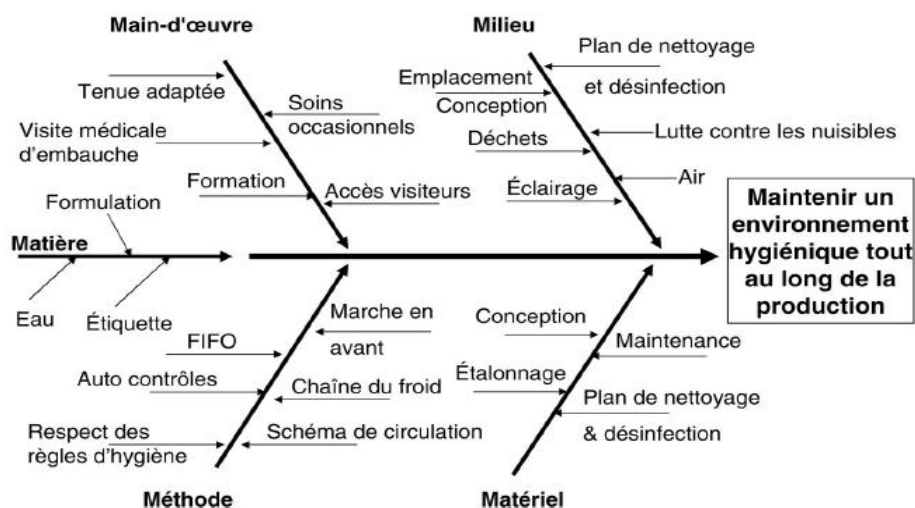 Main-d'œuvre
Milieu
Tenue adaptée
Soins
occasionnels
Visite médicale
d'embauche
Formation
Accès visiteurs
Plan de nettoyage
et désinfection
Emplacement
Conception
Lutte contre les nuisibles
Déchets
Air
Éclairage
Formulation
Matière
Eau
Étiquette
Maintenir un
environnement
hygiénique tout
au long de la
production
Marche en
avant
FIFO
Auto contrôles
Chaîne du froid
Respect des
règles d'hygiène
Schéma de circulation
Conception
Maintenance
Étalonnage
Plan de nettoyage
& désinfection
Méthode
Matériel